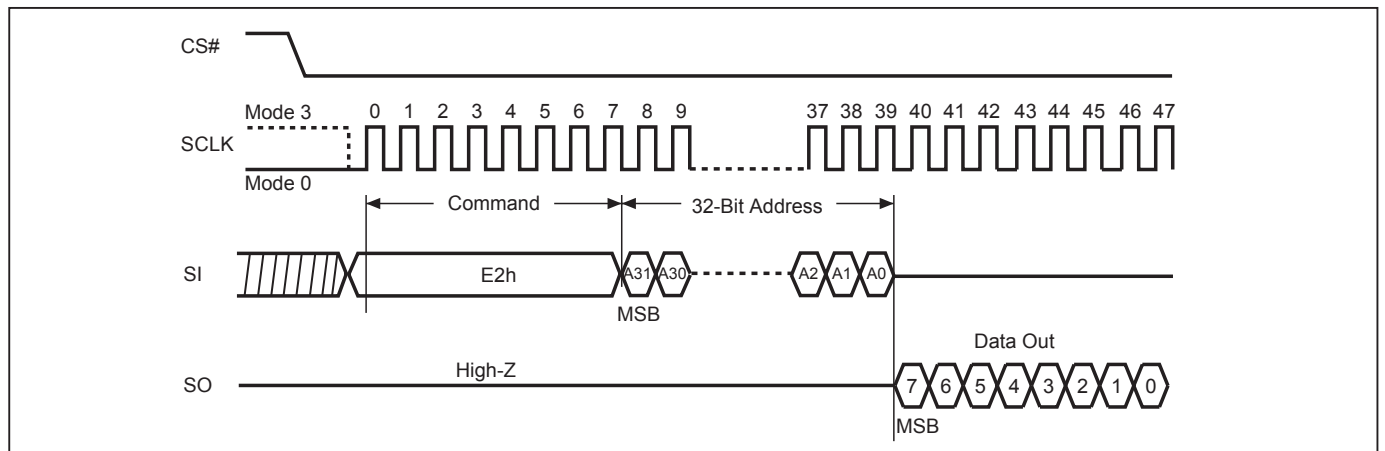 CS#
Mode 3 0 1 2 3 4 5 6 7 8 9 37 38 39 40 41 42 43 44 45 46 47
SCLK
Mode 0
Command 32-Bit Address
SI E2h A31 A30 A2 A1 A0
MSB
Data Out
High-Z
SO 7 6 5 4 3 2 1 0
MSB